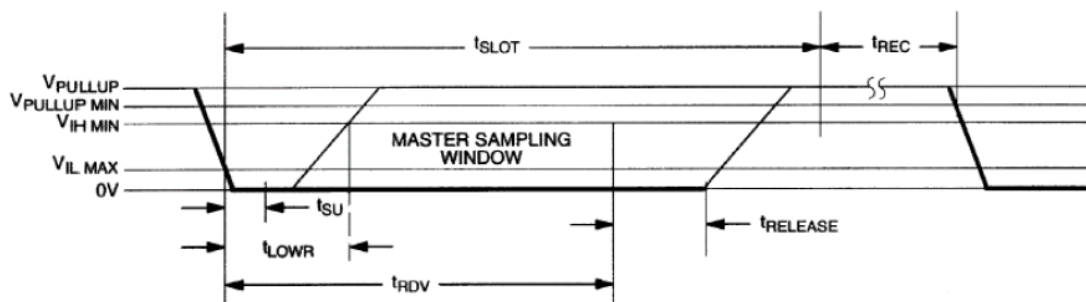 tSLOT
tREC
VPULLUP
VPULLUP MIN
VIH MIN
MASTER SAMPLING
WINDOW
VIL MAX
0V
tSU
tRELEASE
tLOWR
tRDV